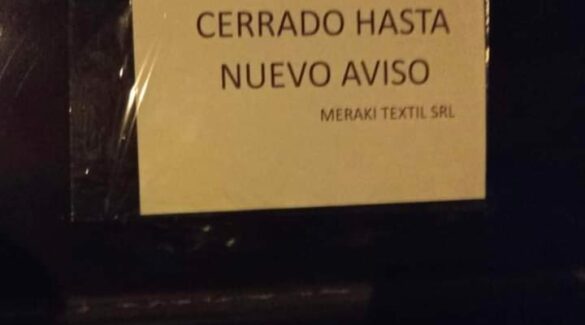 CERRADO HASTA
NUEVO AVISO
MERAKI TEXTIL SRL